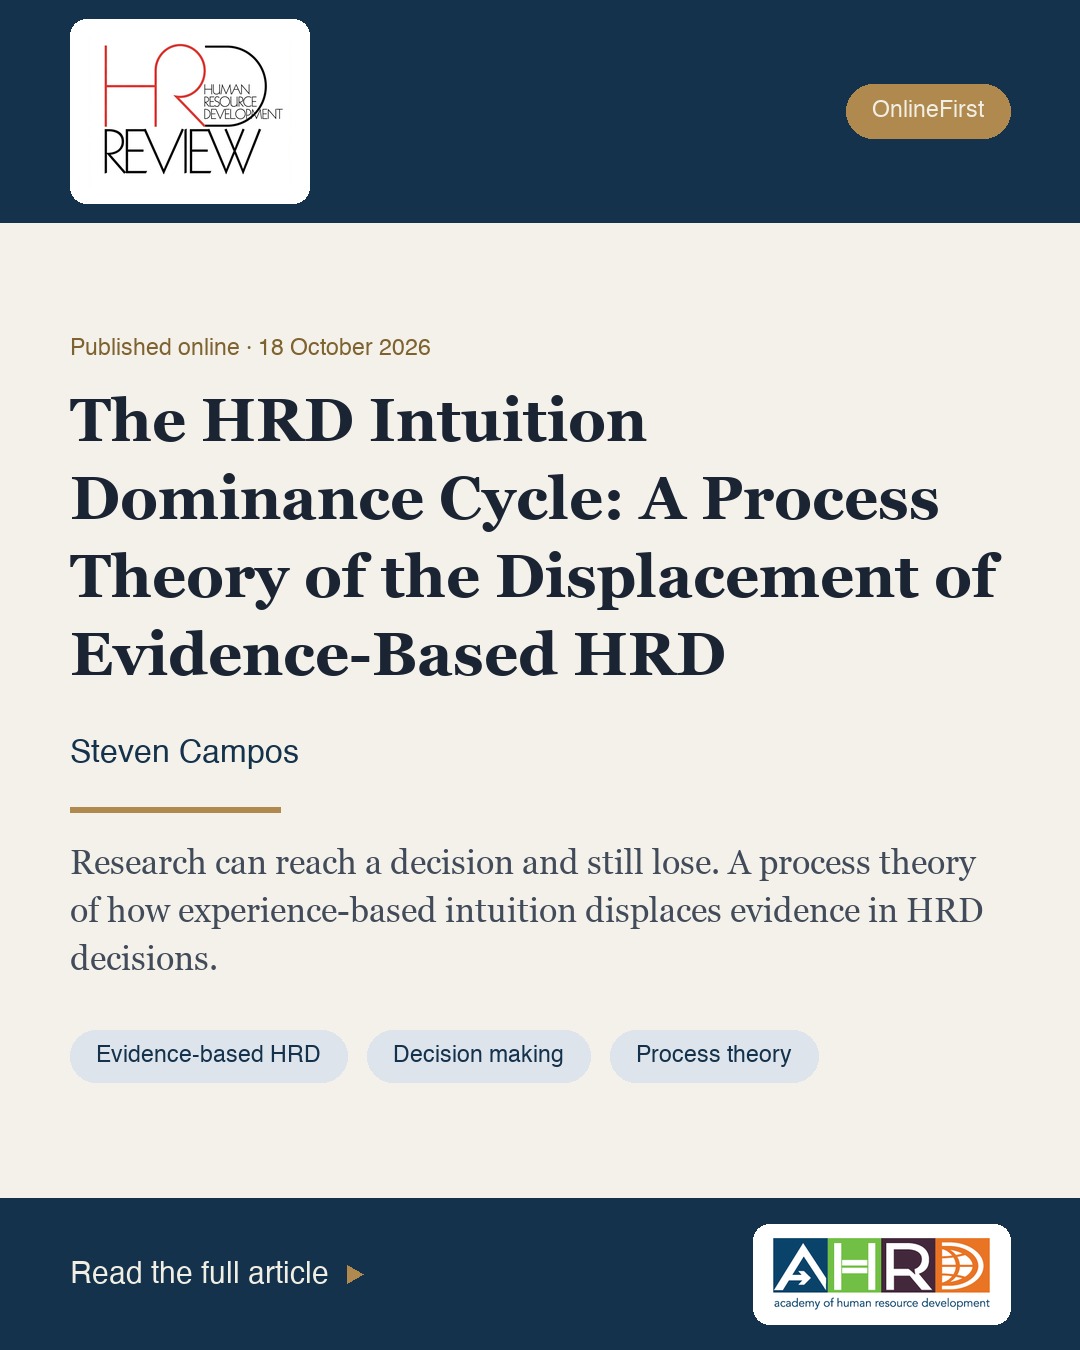 HRD
HUMAN
RESOURCE
DEVELOPMENT
REVIEW
OnlineFirst
Published online · 18 October 2026
The HRD Intuition
Dominance Cycle: A Process
Theory of the Displacement of
Evidence-Based HRD
Steven Campos
Research can reach a decision and still lose. A process theory
of how experience-based intuition displaces evidence in HRD
decisions.
Evidence-based HRD
Decision making
Process theory
Read the full article
AHRD
academy of human resource development